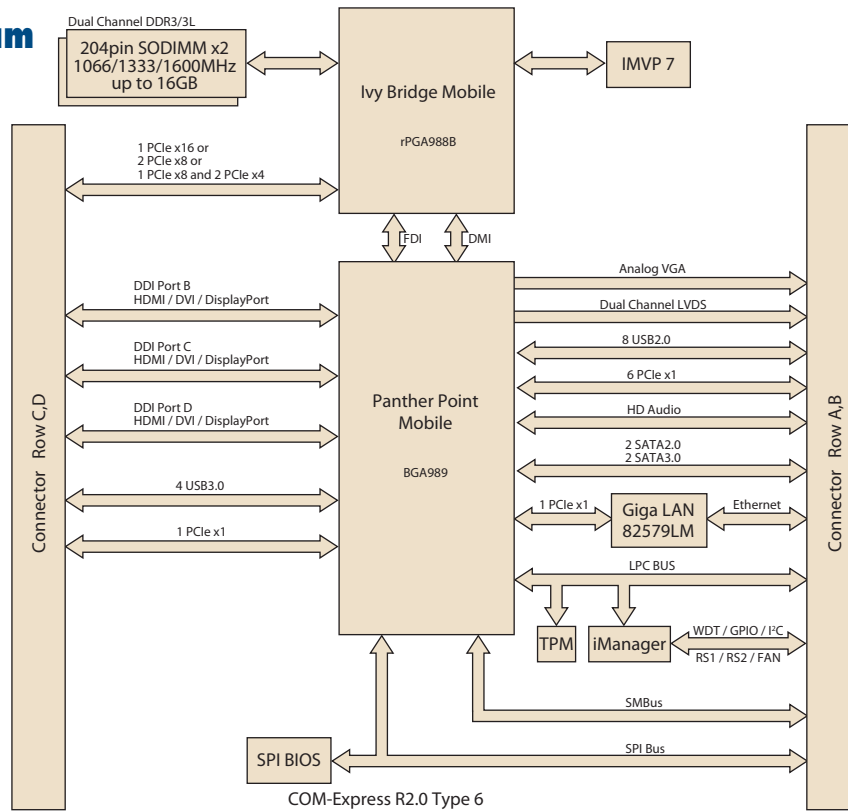 Dual Channel DDR3/3L
204pin SODIMM x2
1066/1333/1600MHz
up to 16GB
Ivy Bridge Mobile
rPGA988B
IMVP 7
1 PCIe x16 or
2 PCIe x8 or
1 PCIe x8 and 2 PCIe x4
FDI
DMI
Connector Row C,D
DDI Port B
HDMI / DVI / DisplayPort
DDI Port C
HDMI / DVI / DisplayPort
DDI Port D
HDMI / DVI / DisplayPort
4 USB3.0
1 PCIe x1
Panther Point
Mobile
BGA989
Analog VGA
Dual Channel LVDS
8 USB2.0
6 PCIe x1
HD Audio
2 SATA2.0
2 SATA3.0
1 PCIe x1
Giga LAN
82579LM
Ethernet
LPC BUS
TPM
iManager
WDT / GPIO / I²C
RS1 / RS2 / FAN
SMBus
SPI BIOS
SPI Bus
Connector Row A,B
COM-Express R2.0 Type 6